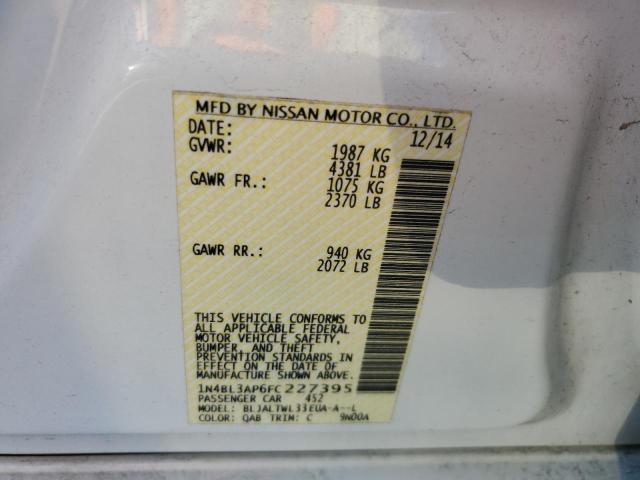 MFD BY NISSAN MOTOR CO., LTD.
DATE: 12/14
GVWR: 1987 KG
4381 LB
GAWR FR.: 1075 KG
2370 LB
GAWR RR.: 940 KG
2072 LB
THIS VEHICLE CONFORMS TO
ALL APPLICABLE FEDERAL
MOTOR VEHICLE SAFETY,
BUMPER, AND THEFT
PREVENTION STANDARDS IN
EFFECT ON THE DATE OF
MANUFACTURE SHOWN ABOVE.
1N4BL3AP6FC227395
PASSENGER CAR 452
MODEL: BLJALTWL33EUA-A--L
COLOR: QAB TRIM: C 9N00A